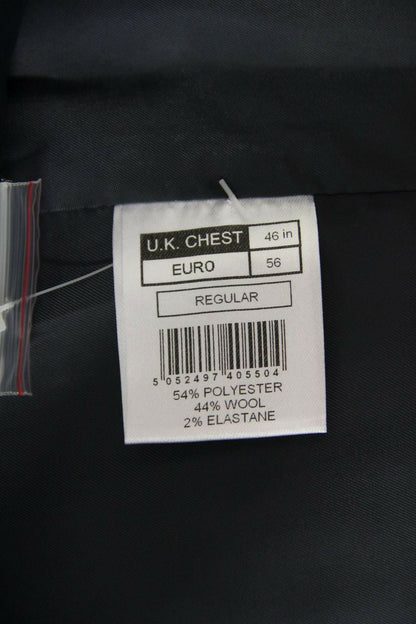 U.K. CHEST 46 in
EURO 56
REGULAR
5 052497 405504
54% POLYESTER
44% WOOL
2% ELASTANE